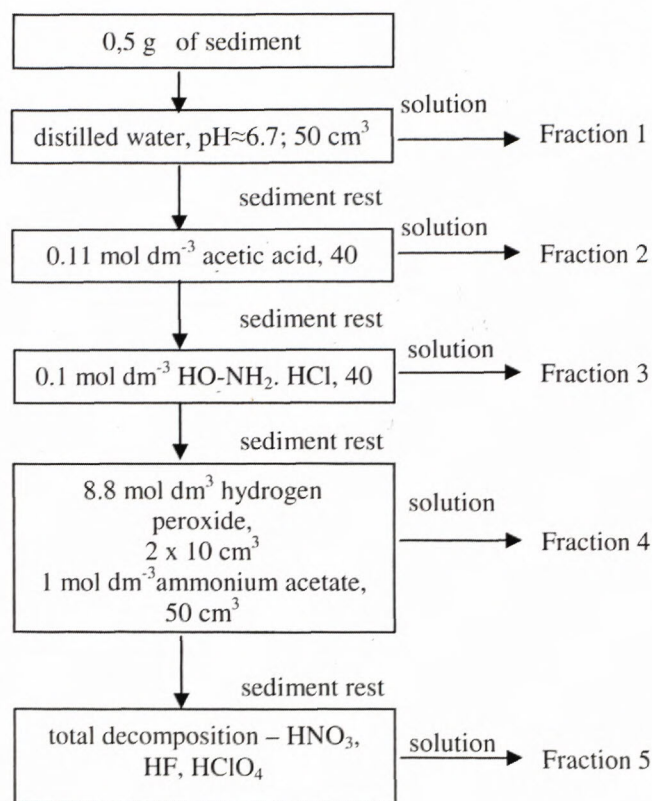 0,5 g of sediment
solution
distilled water, pH≈6.7; 50 cm³
Fraction 1
sediment rest
solution
0.11 mol dm⁻³ acetic acid, 40
Fraction 2
sediment rest
solution
0.1 mol dm⁻³ HO-NH₂. HCl, 40
Fraction 3
sediment rest
8.8 mol dm³ hydrogen
peroxide,
2 x 10 cm³
1 mol dm⁻³ammonium acetate,
50 cm³
solution
Fraction 4
sediment rest
total decomposition – HNO₃,
HF, HClO₄
solution
Fraction 5